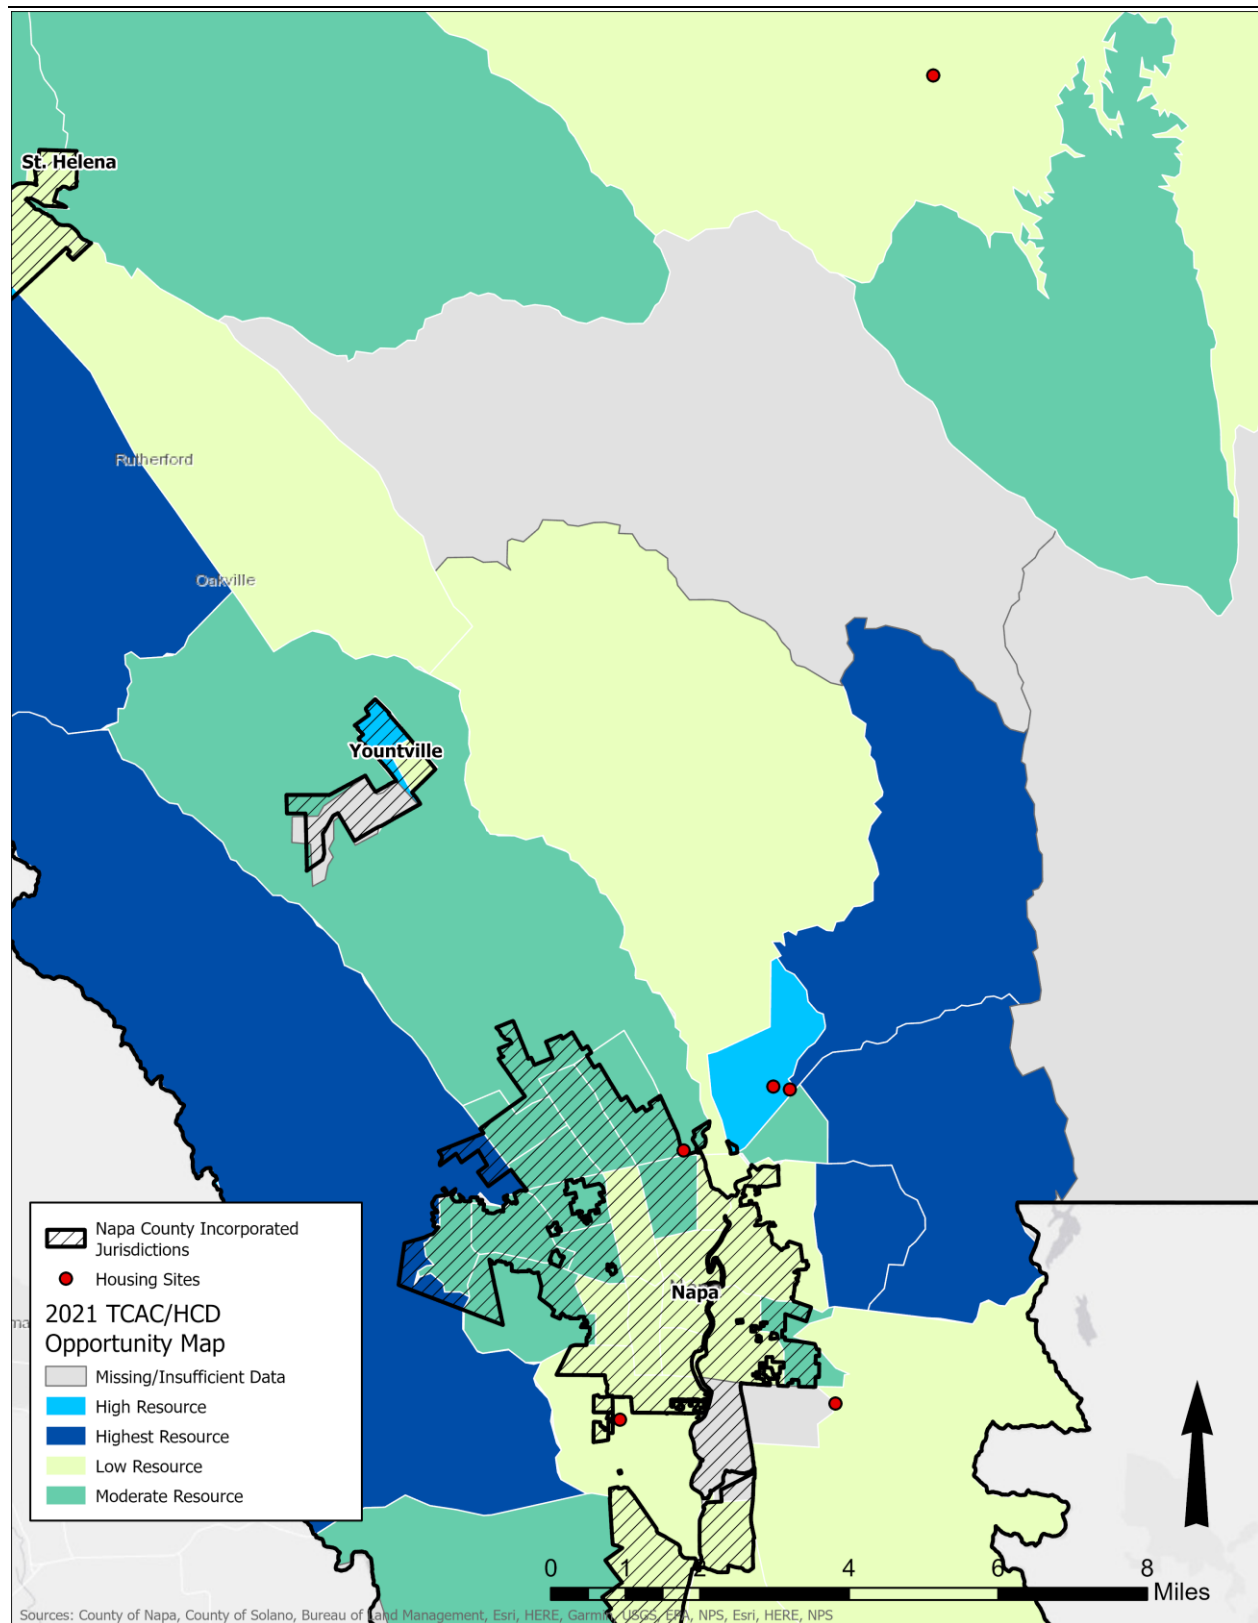 St. Helena
Rutherford
Oakville
Yountville
Napa
Napa County Incorporated
Jurisdictions
Housing Sites
2021 TCAC/HCD
Opportunity Map
Missing/Insufficient Data
High Resource
Highest Resource
Low Resource
Moderate Resource
0 1 2 4 6 8
Miles
Sources: County of Napa, County of Solano, Bureau of Land Management, Esri, HERE, Garmin, USGS, EPA, NPS, Esri, HERE, NPS